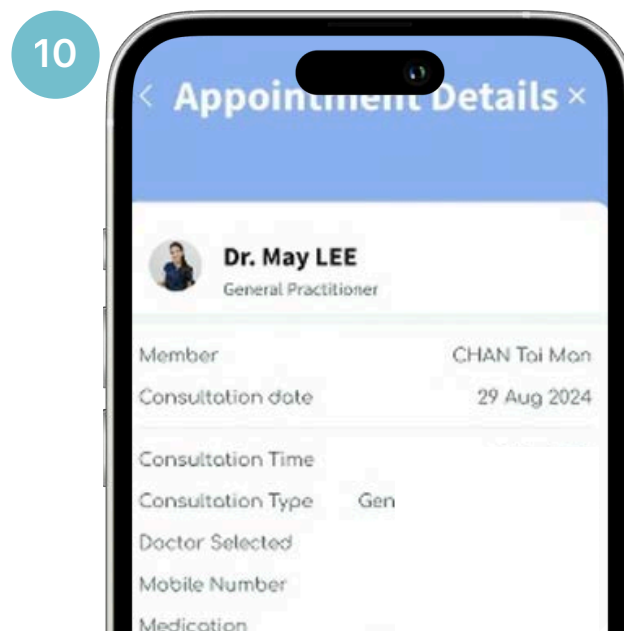 10
Appointment Details ×
Dr. May LEE
General Practitioner
Member CHAN Tai Man
Consultation date 29 Aug 2024
Consultation Time
Consultation Type Gen
Doctor Selected
Mobile Number
Medication